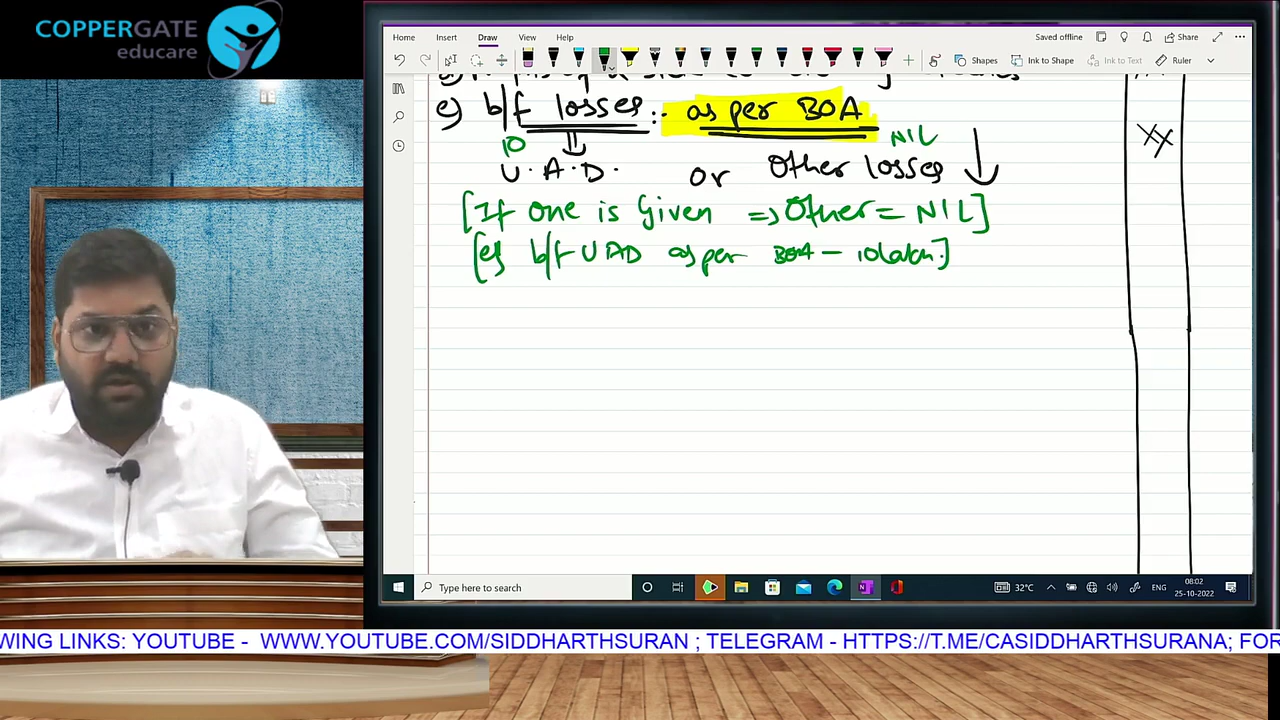 COPPERGATE
educare
Home Insert Draw View Help
Saved offline
Share
Shapes
Ink to Shape
Ink to Text
Ruler
e) b/f losses :- as per BOA
10
NIL
XX
U.A.D. or Other losses
[If One is Given => Other = NIL]
[eg b/f UAD as per BOA - 10 lakh.]
Type here to search
32°C
ENG
08:02
25-10-2022
WING LINKS: YOUTUBE - WWW.YOUTUBE.COM/SIDDHARTHSURAN ; TELEGRAM - HTTPS://T.ME/CASIDDHARTHSURANA; FOR